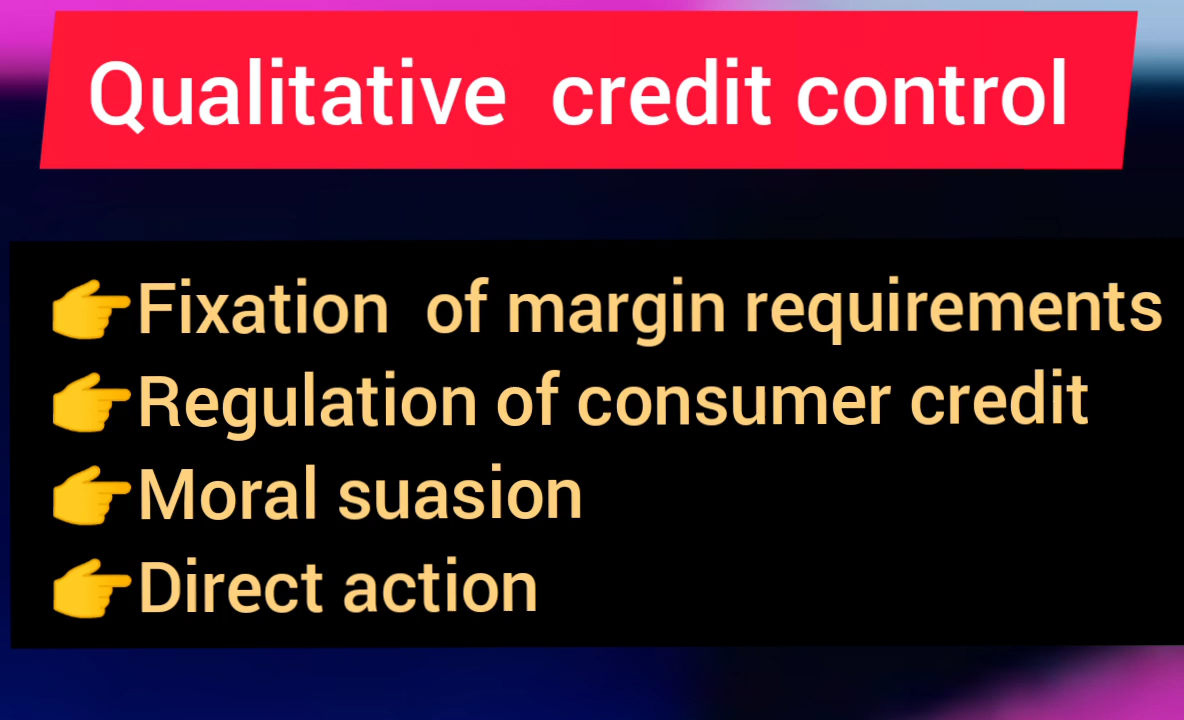 Qualitative credit control
👉Fixation of margin requirements
👉Regulation of consumer credit
👉Moral suasion
👉Direct action